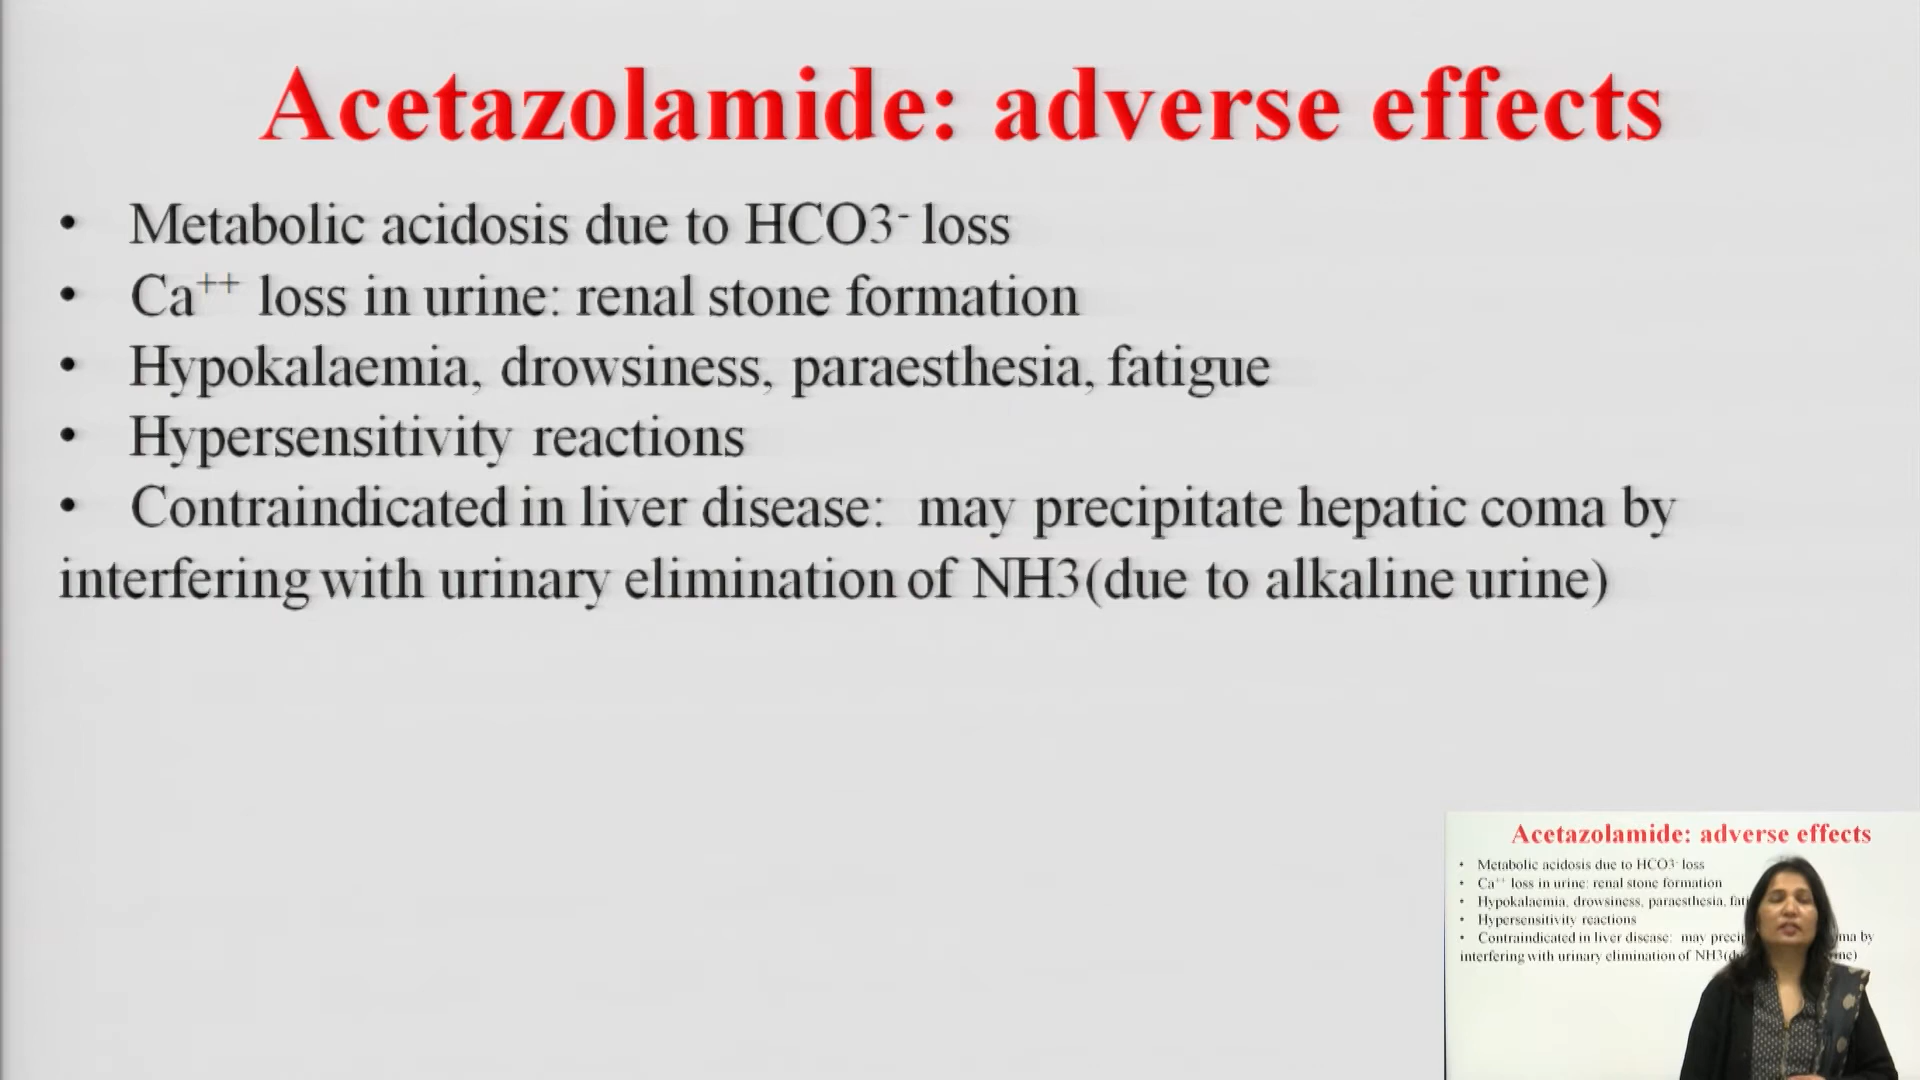 Acetazolamide: adverse effects
• Metabolic acidosis due to HCO3⁻ loss
• Ca⁺⁺ loss in urine: renal stone formation
• Hypokalaemia, drowsiness, paraesthesia, fatigue
• Hypersensitivity reactions
• Contraindicated in liver disease: may precipitate hepatic coma by
interfering with urinary elimination of NH3(due to alkaline urine)
Acetazolamide: adverse effects
• Metabolic acidosis due to HCO3⁻ loss
• Ca⁺⁺ loss in urine: renal stone formation
• Hypokalaemia, drowsiness, paraesthesia,
• Hypersensitivity reactions
• Contraindicated in liver disease: may by
interfering with urinary elimination of